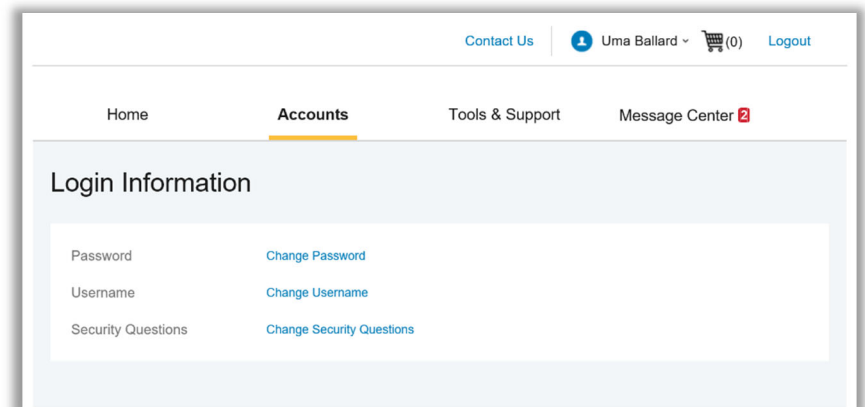 Contact Us Uma Ballard (0) Logout
Home Accounts Tools & Support Message Center 2
Login Information
Password Change Password
Username Change Username
Security Questions Change Security Questions